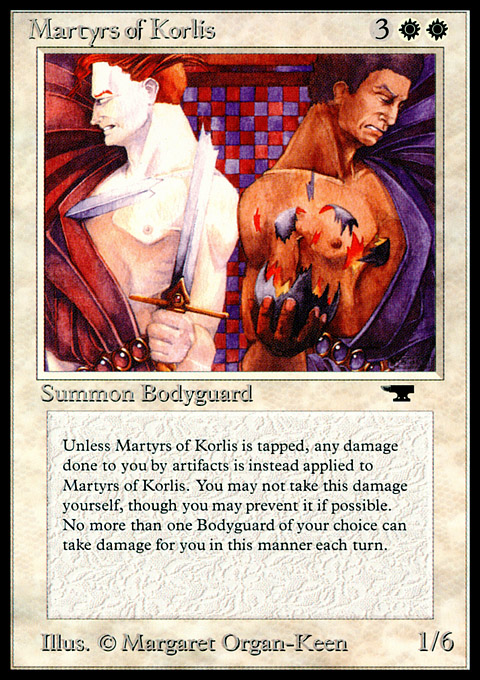 Martyrs of Korlis 3
Summon Bodyguard
Unless Martyrs of Korlis is tapped, any damage
done to you by artifacts is instead applied to
Martyrs of Korlis. You may not take this damage
yourself, though you may prevent it if possible.
No more than one Bodyguard of your choice can
take damage for you in this manner each turn.
Illus. © Margaret Organ-Keen 1/6